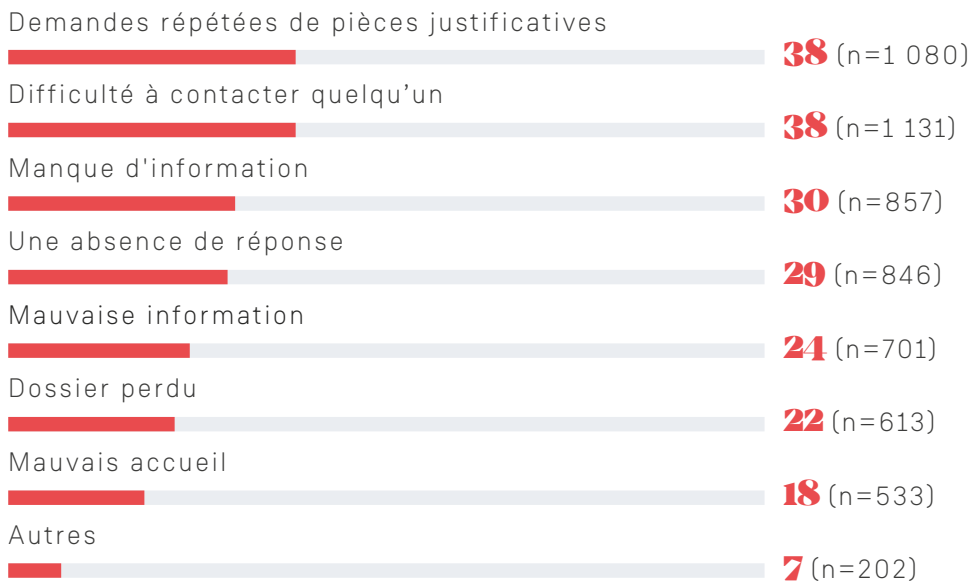 Demandes répétées de pièces justificatives
38 (n=1 080)
Difficulté à contacter quelqu’un
38 (n=1 131)
Manque d'information
30 (n=857)
Une absence de réponse
29 (n=846)
Mauvaise information
24 (n=701)
Dossier perdu
22 (n=613)
Mauvais accueil
18 (n=533)
Autres
7 (n=202)